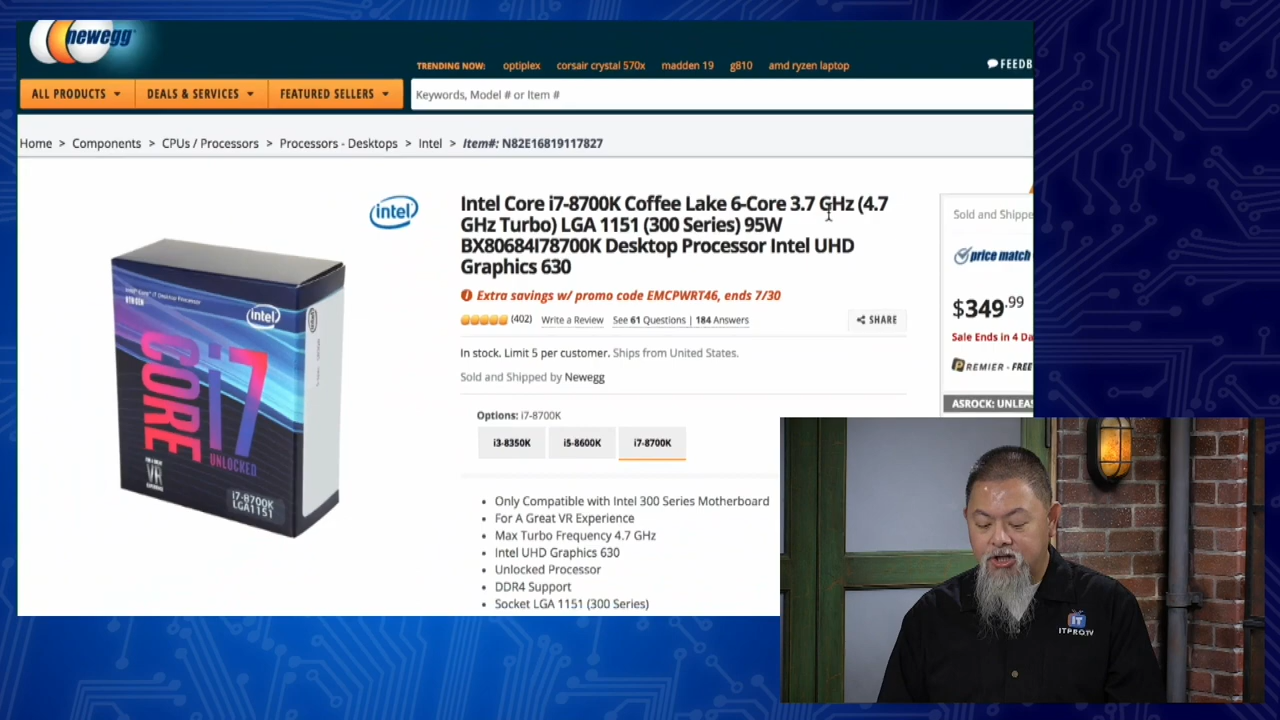 newegg
TRENDING NOW: optiplex corsair crystal 570x madden 19 g810 amd ryzen laptop
FEEDB
ALL PRODUCTS DEALS & SERVICES FEATURED SELLERS
Keywords, Model # or Item #
Home > Components > CPUs / Processors > Processors - Desktops > Intel > Item#: N82E16819117827
intel
Intel Core i7-8700K Coffee Lake 6-Core 3.7 GHz (4.7
GHz Turbo) LGA 1151 (300 Series) 95W
BX80684I78700K Desktop Processor Intel UHD
Graphics 630
Extra savings w/ promo code EMCPWRT46, ends 7/30
(402) Write a Review See 61 Questions | 184 Answers
SHARE
In stock. Limit 5 per customer. Ships from United States.
Sold and Shipped by Newegg
Options: i7-8700K
i3-8350K i5-8600K i7-8700K
Only Compatible with Intel 300 Series Motherboard
For A Great VR Experience
Max Turbo Frequency 4.7 GHz
Intel UHD Graphics 630
Unlocked Processor
DDR4 Support
Socket LGA 1151 (300 Series)
Sold and Shippe
price match
$349.99
Sale Ends in 4 Da
PREMIER - FREE
ASROCK: UNLEAS
intel
CORE i7
UNLOCKED
VR
i7-8700K
LGA1151
IT
ITPRO.TV